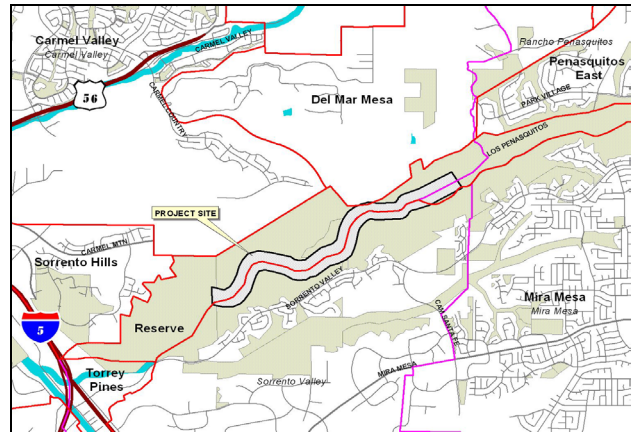 Carmel Valley
Carmel Valley
CARMEL VALLEY
56
CARMEL COUNTRY
Del Mar Mesa
Rancho Penasquitos
Penasquitos
East
PARK VILLAGE
LOS PENASQUITOS
PROJECT SITE
CARMEL MTN
Sorrento Hills
SORRENTO VALLEY
5
Reserve
CAM SANTA FE
Mira Mesa
Mira Mesa
Torrey
Pines
Sorrento Valley
MIRA MESA